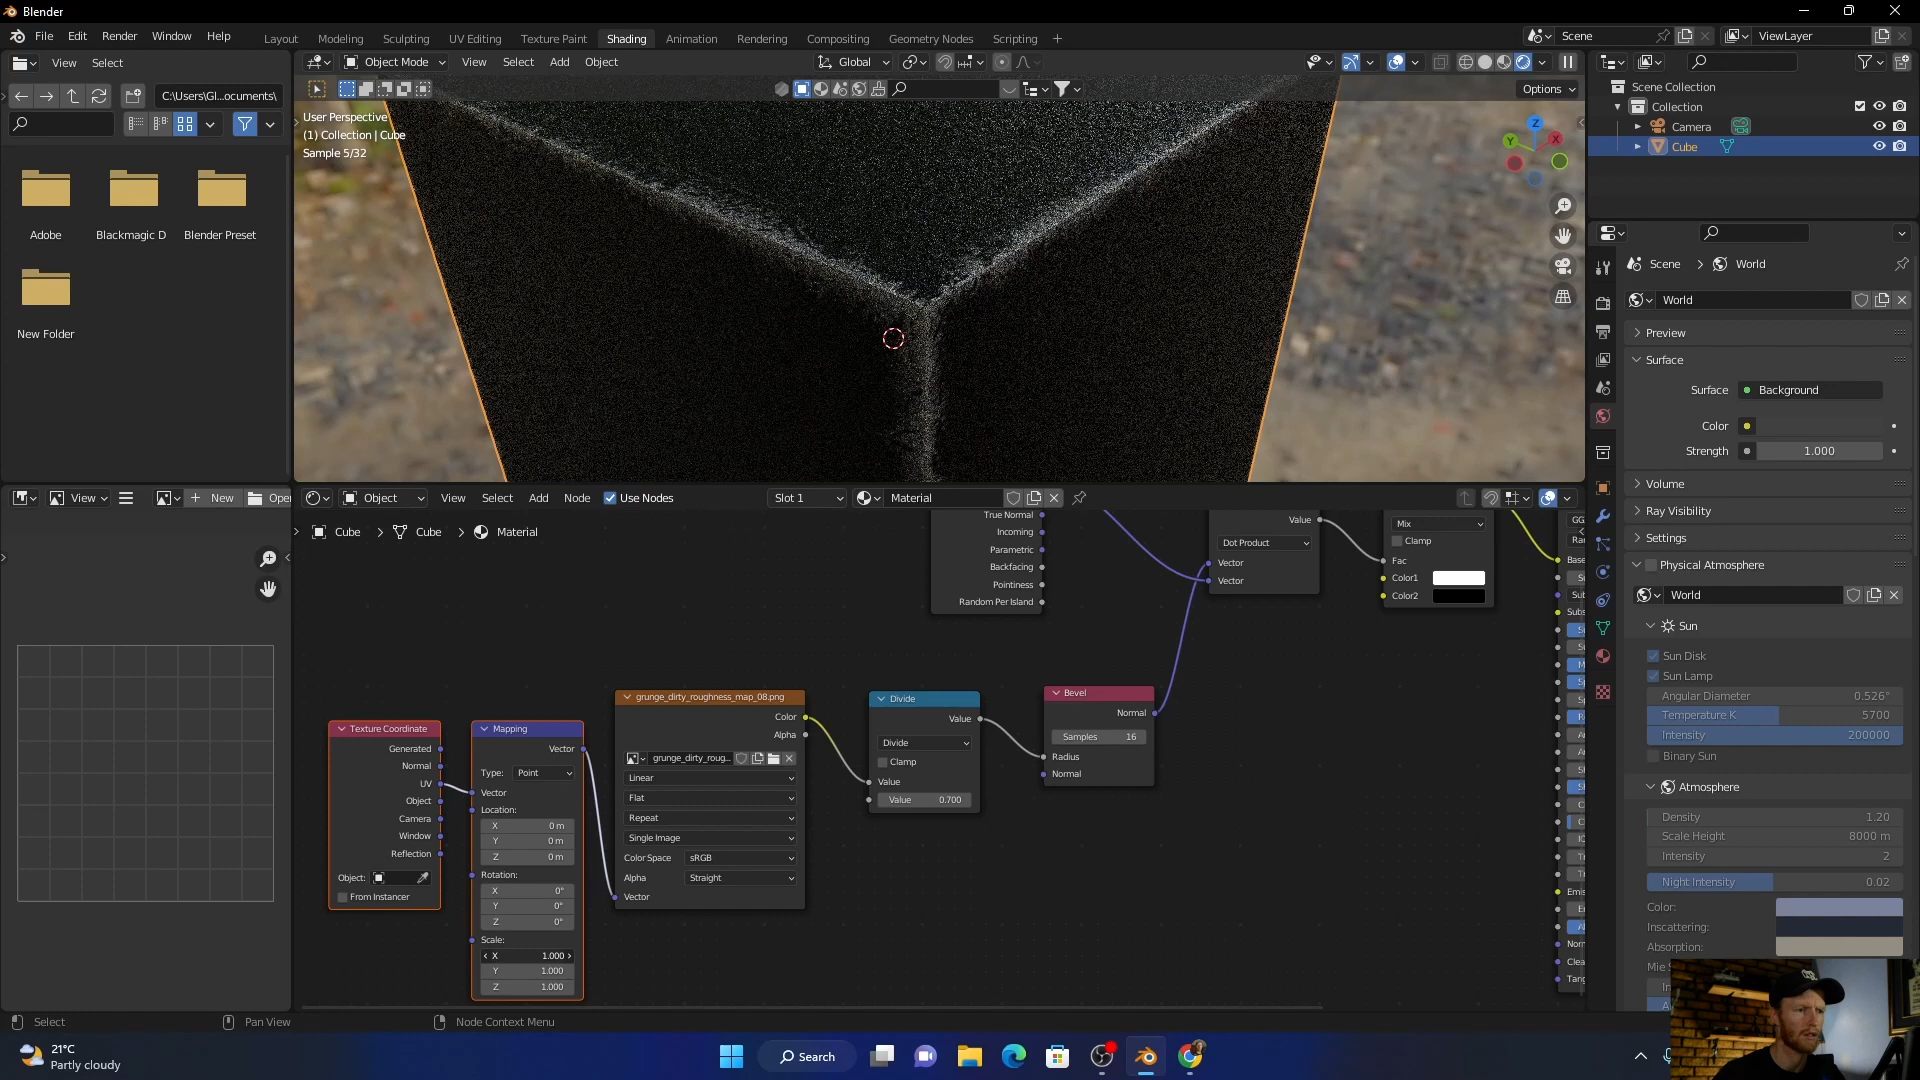 Blender
File Edit Render Window Help
Layout Modeling Sculpting UV Editing Texture Paint Shading Animation Rendering Compositing Geometry Nodes Scripting +
Scene
ViewLayer
View Select
Object Mode View Select Add Object
Global
C:\Users\Gl...ocuments\
Options
Adobe
Blackmagic D
Blender Preset
New Folder
User Perspective
(1) Collection | Cube
Sample 5/32
Z
X
Y
Scene Collection
Collection
Camera
Cube
Scene > World
World
Preview
Surface
Surface Background
Color
Strength 1.000
Volume
Ray Visibility
Settings
Physical Atmosphere
World
Sun
Sun Disk
Sun Lamp
Angular Diameter 0.526°
Temperature K 5700
Intensity 200000
Binary Sun
Atmosphere
Density 1.20
Scale Height 8000 m
Intensity 2
Night Intensity 0.02
Color:
Inscattering:
Absorption:
View + New Open
Object View Select Add Node Use Nodes
Slot 1 Material
Cube > Cube > Material
True Normal
Incoming
Parametric
Backfacing
Pointiness
Random Per Island
Value
Dot Product
Vector
Vector
Mix
Clamp
Fac
Color1
Color2
Texture Coordinate
Generated
Normal
UV
Object
Camera
Window
Reflection
Object:
From Instancer
Mapping
Vector
Type: Point
Vector
Location:
X 0 m
Y 0 m
Z 0 m
Rotation:
X 0°
Y 0°
Z 0°
Scale:
X 1.000
Y 1.000
Z 1.000
grunge_dirty_roughness_map_08.png
Color
Alpha
grunge_dirty_roug...
Linear
Flat
Repeat
Single Image
Color Space sRGB
Alpha Straight
Vector
Divide
Value
Divide
Clamp
Value
Value 0.700
Bevel
Normal
Samples 16
Radius
Normal
Select
Pan View
Node Context Menu
21°C
Partly cloudy
Search